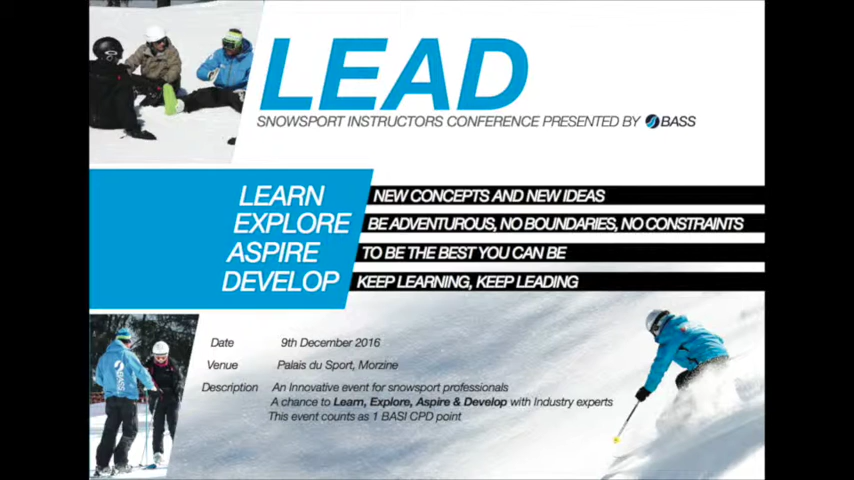 LEAD
SNOWSPORT INSTRUCTORS CONFERENCE PRESENTED BY BASS
LEARN NEW CONCEPTS AND NEW IDEAS
EXPLORE BE ADVENTUROUS, NO BOUNDARIES, NO CONSTRAINTS
ASPIRE TO BE THE BEST YOU CAN BE
DEVELOP KEEP LEARNING, KEEP LEADING
Date 9th December 2016
Venue Palais du Sport, Morzine
Description An Innovative event for snowsport professionals
A chance to Learn, Explore, Aspire & Develop with Industry experts
This event counts as 1 BASI CPD point
BASS